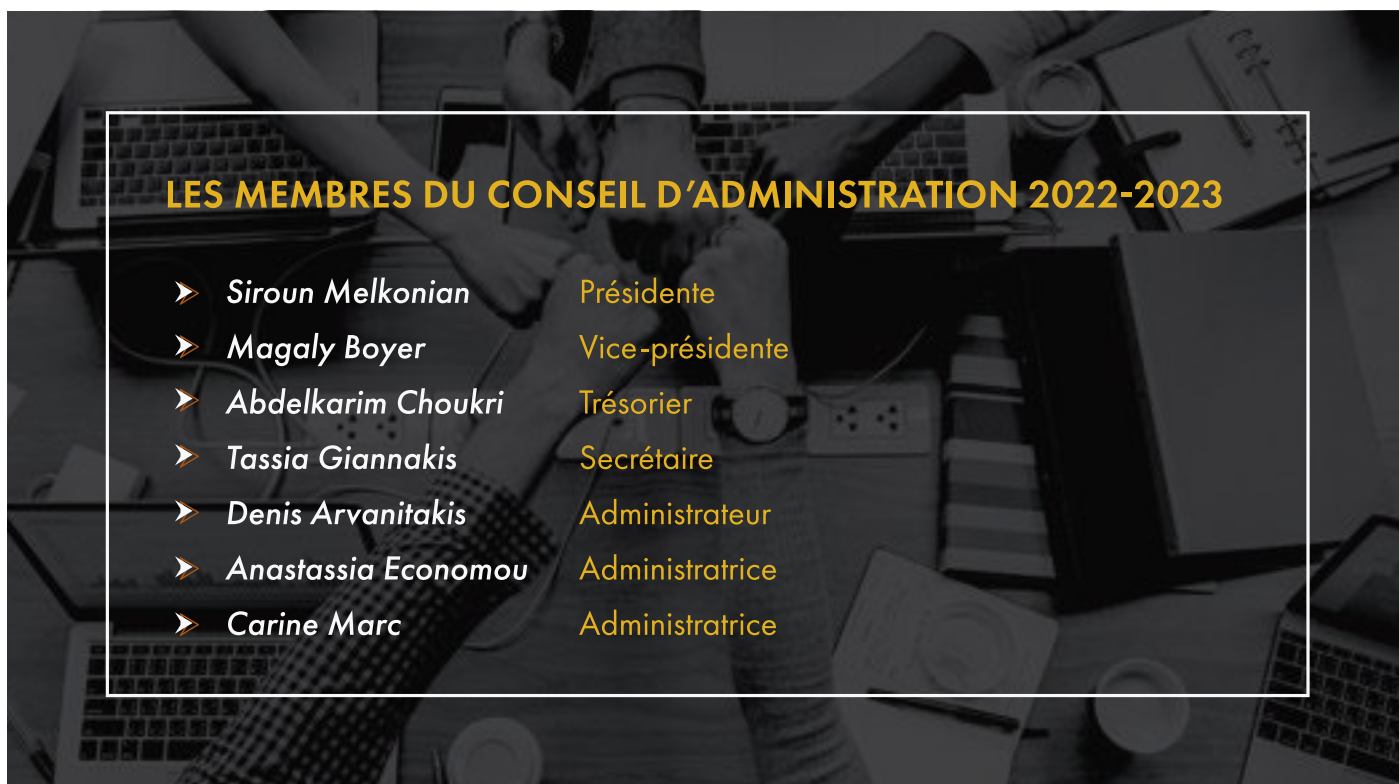 LES MEMBRES DU CONSEIL D’ADMINISTRATION 2022-2023
Siroun Melkonian Présidente
Magaly Boyer Vice-présidente
Abdelkarim Choukri Trésorier
Tassia Giannakis Secrétaire
Denis Arvanitakis Administrateur
Anastassia Economou Administratrice
Carine Marc Administratrice